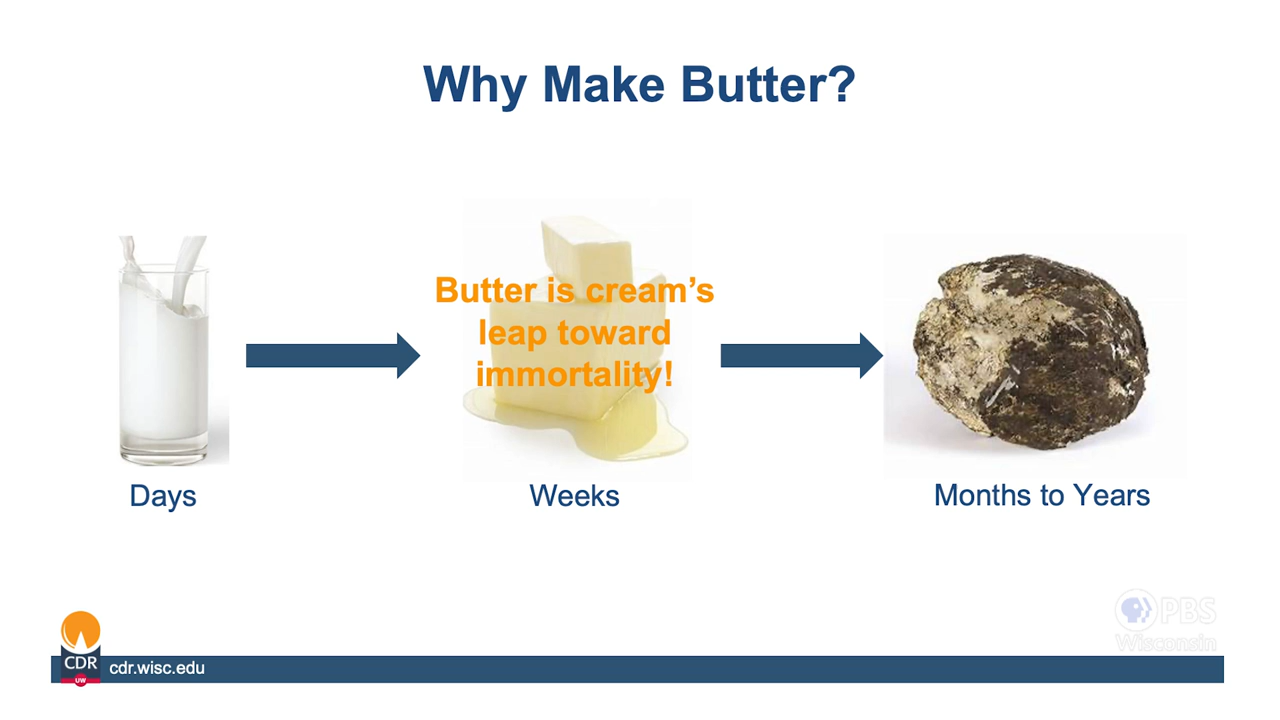 Why Make Butter?
Butter is cream's
leap toward
immortality!
Days
Weeks
Months to Years
PBS
Wisconsin
CDR
UW
cdr.wisc.edu